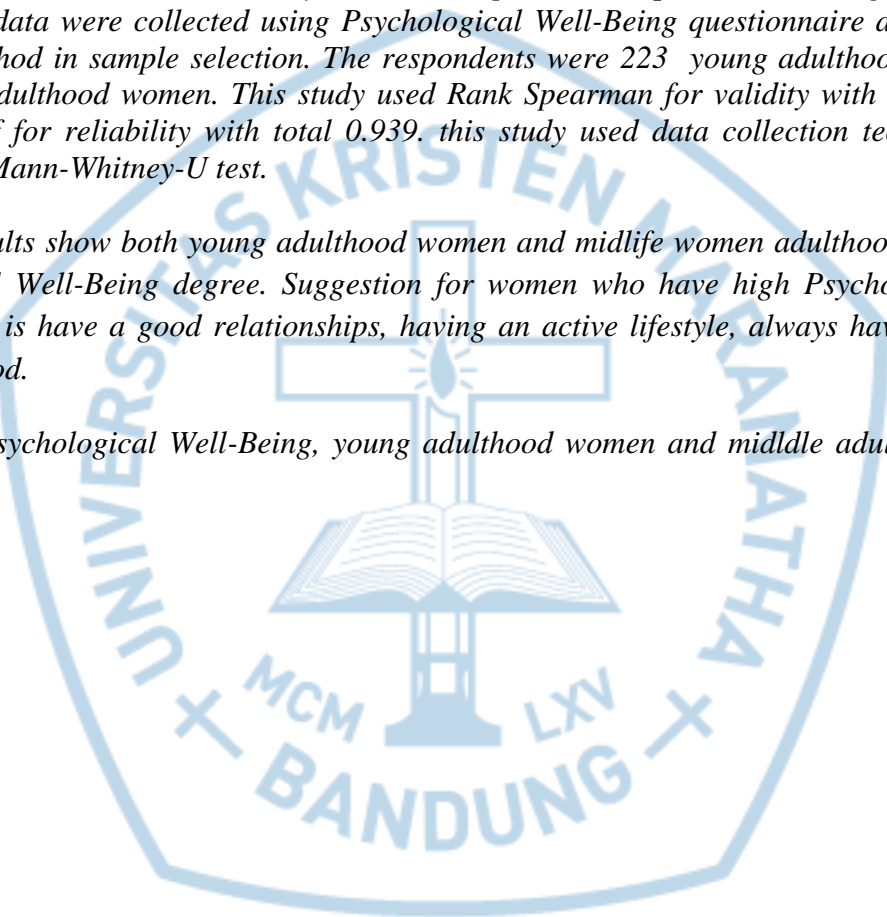 data were collected using Psychological Well-Being questionnaire a
hod in sample selection. The respondents were 223 young adulthoo
dulthood women. This study used Rank Spearman for validity with
f for reliability with total 0.939. this study used data collection te
Mann-Whitney-U test.
ults show both young adulthood women and midlife women adulthood
l Well-Being degree. Suggestion for women who have high Psycho
is have a good relationships, having an active lifestyle, always hav
od.
sychological Well-Being, young adulthood women and midldle adul
UNIVERSITAS KRISTEN MARANATHA
MCM LXV
BANDUNG